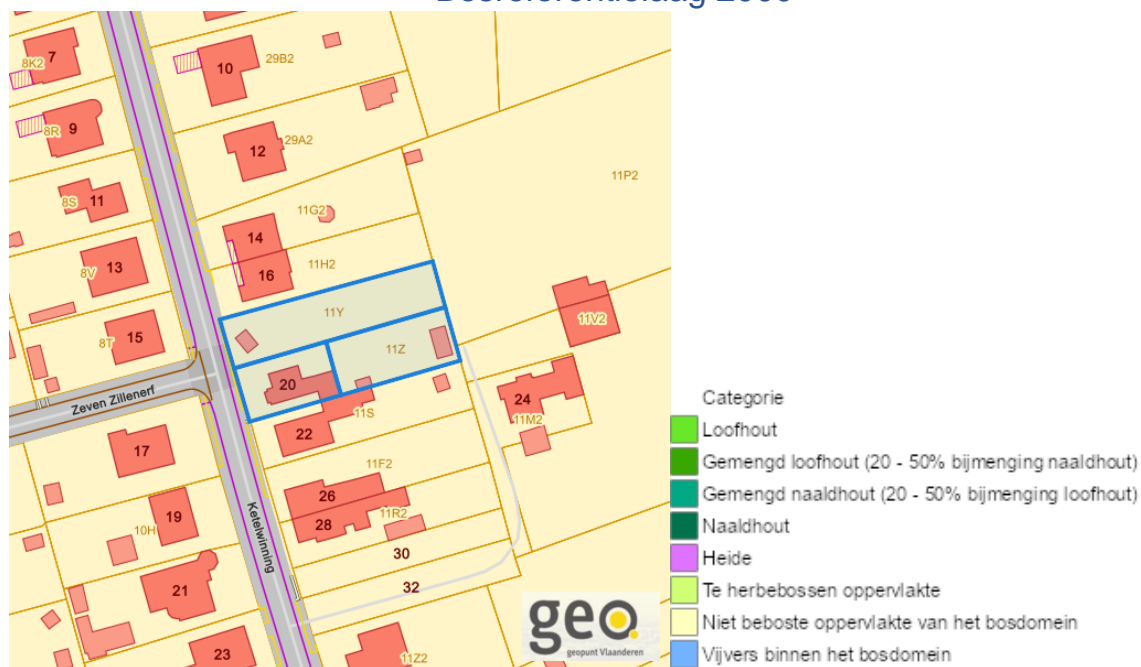 7
8K2
10
29B2
9
8R
12
29A2
11P2
11
8S
11G2
14
13
8V
16
11H2
11Y
11V2
15
8T
11Z
20
24
Zeven Zillenerf
11S
11M2
22
17
11F2
26
19
28
11R2
10H
Ketelwinning
30
32
21
23
11Z2
geo
geopunt Vlaanderen
Categorie
Loofhout
Gemengd loofhout (20 - 50% bijmenging naaldhout)
Gemengd naaldhout (20 - 50% bijmenging loofhout)
Naaldhout
Heide
Te herbebossen oppervlakte
Niet beboste oppervlakte van het bosdomein
Vijvers binnen het bosdomein